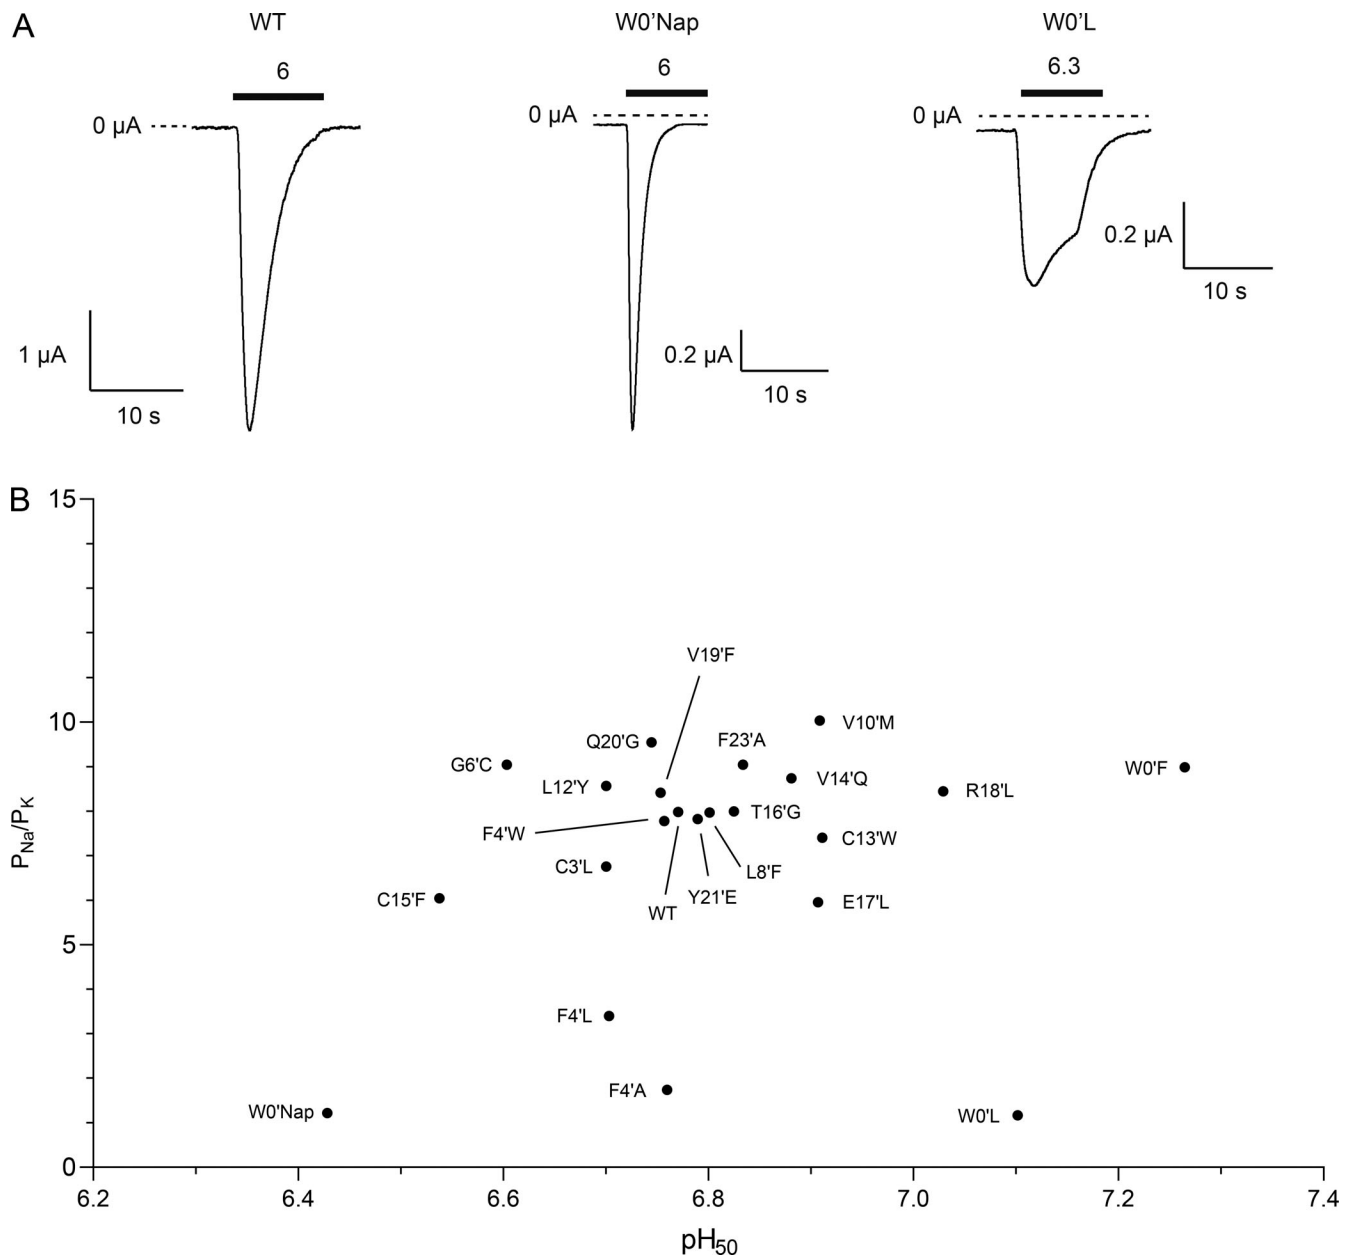 A
WT
W0'Nap
W0'L
6
6
6.3
0 µA
0 µA
0 µA
1 µA
10 s
0.2 µA
10 s
0.2 µA
10 s
B
15
10
5
0
PNa/PK
V19'F
V10'M
Q20'G
F23'A
G6'C
W0'F
L12'Y
V14'Q
R18'L
T16'G
F4'W
C13'W
C3'L
L8'F
C15'F
Y21'E
WT
E17'L
F4'L
F4'A
W0'Nap
W0'L
6.2
6.4
6.6
6.8
7.0
7.2
7.4
pH50